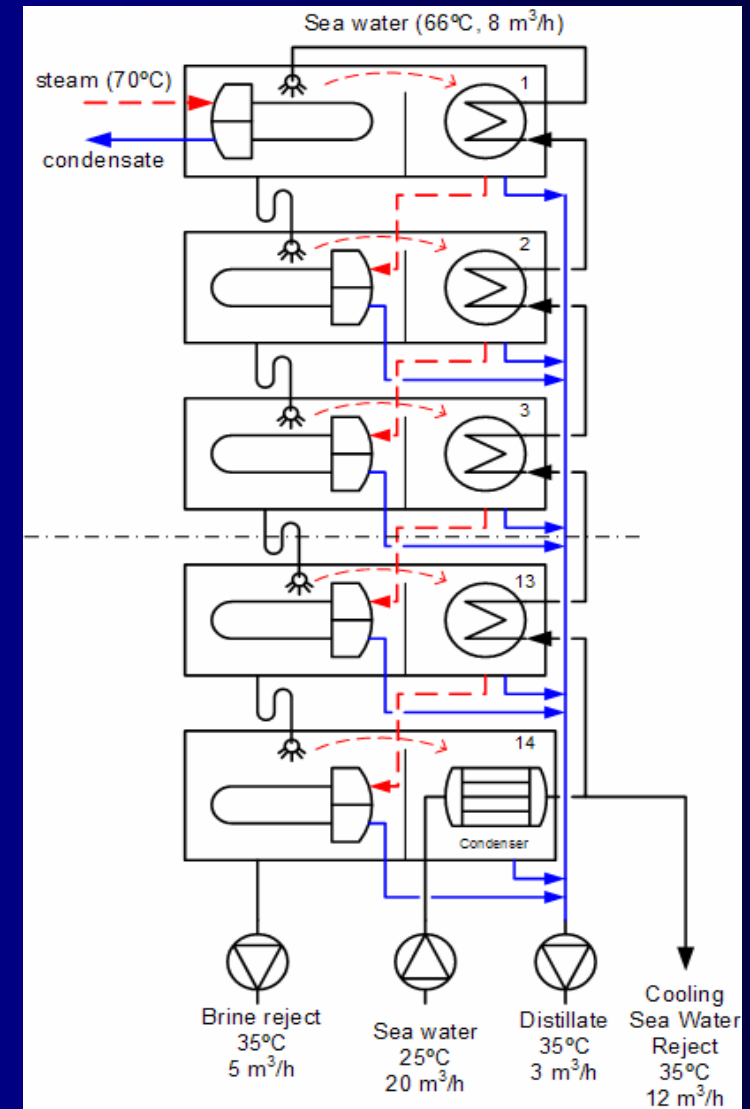 Sea water (66ºC, 8 m³/h)
steam (70ºC)
condensate
1
2
3
13
14
Condenser
Brine reject
35ºC
5 m³/h
Sea water
25ºC
20 m³/h
Distillate
35ºC
3 m³/h
Cooling
Sea Water
Reject
35ºC
12 m³/h